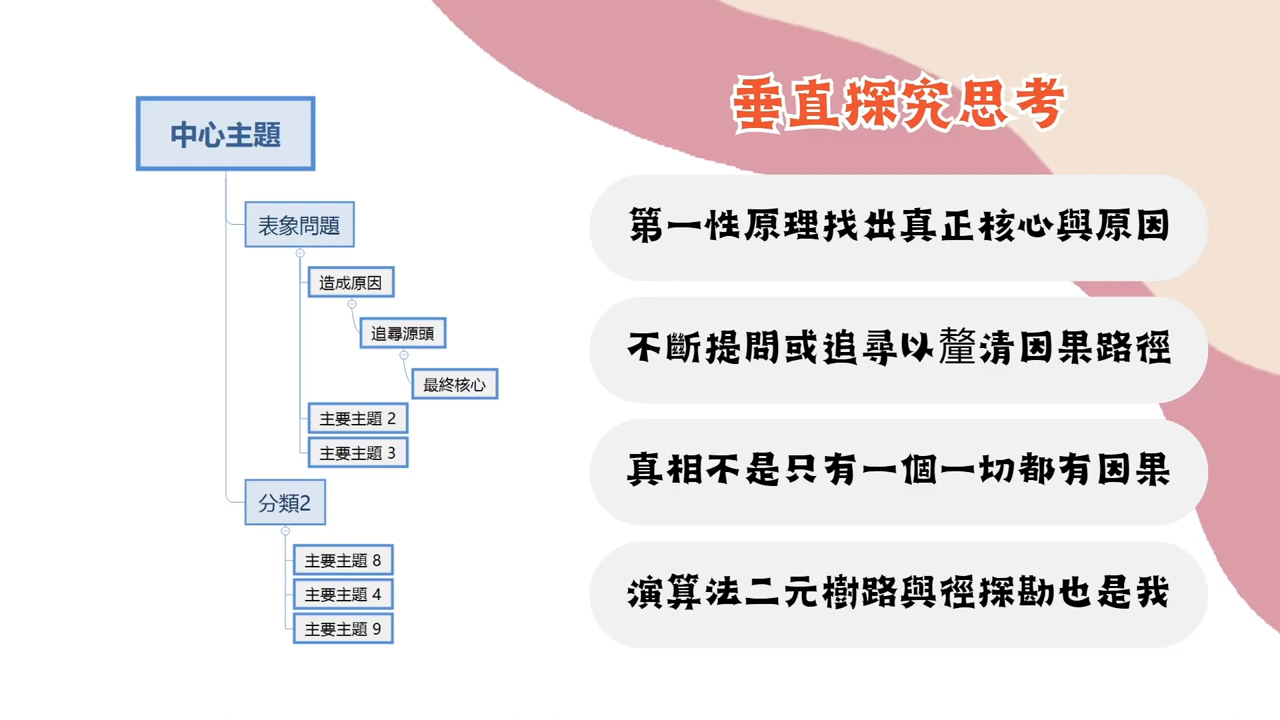 中心主題
表象問題
造成原因
追尋源頭
最終核心
主要主題 2
主要主題 3
分類2
主要主題 8
主要主題 4
主要主題 9
垂直探究思考
第一性原理找出真正核心與原因
不斷提問或追尋以釐清因果路徑
真相不是只有一個一切都有因果
演算法二元樹路與徑探勘也是我